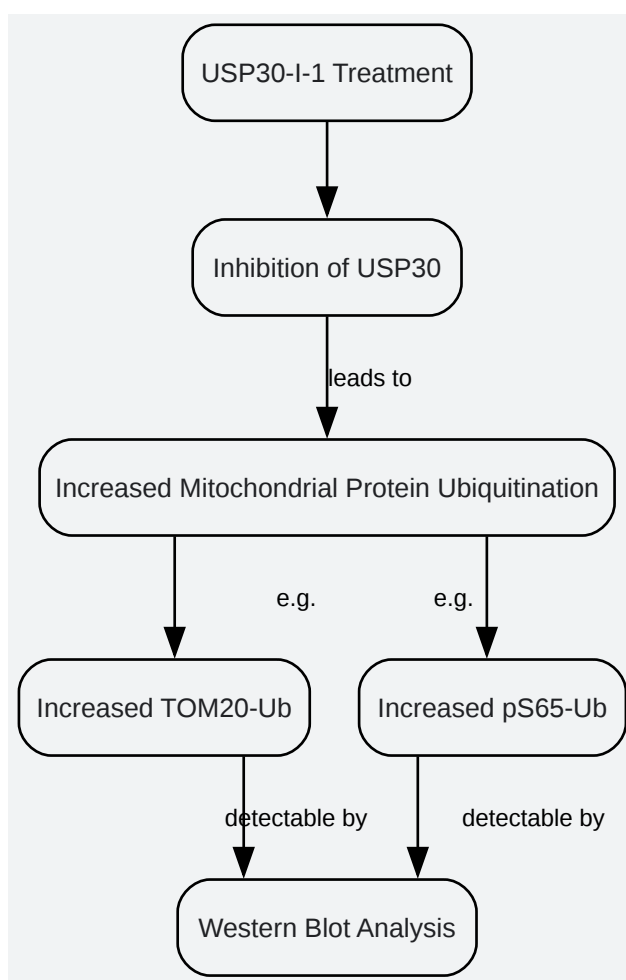 USP30-I-1 Treatment
Inhibition of USP30
leads to
Increased Mitochondrial Protein Ubiquitination
e.g.
e.g.
Increased TOM20-Ub
Increased pS65-Ub
detectable by
detectable by
Western Blot Analysis